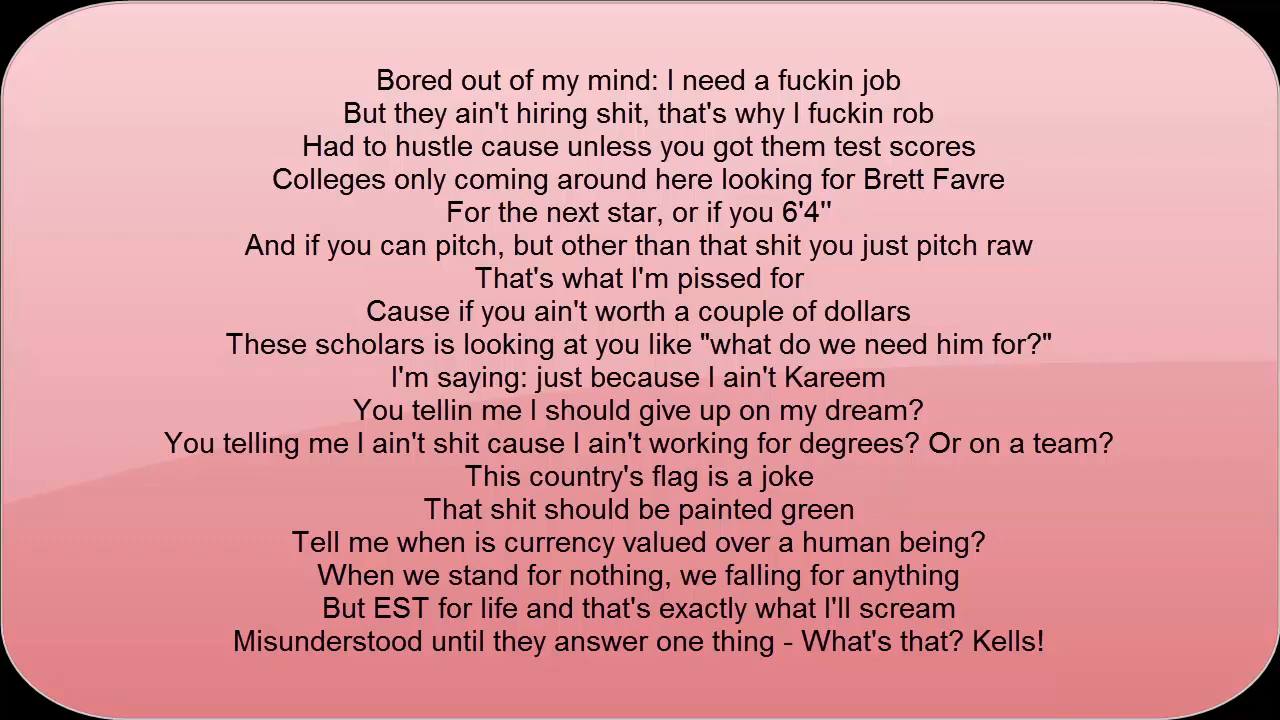 Bored out of my mind: I need a fuckin job
But they ain't hiring shit, that's why I fuckin rob
Had to hustle cause unless you got them test scores
Colleges only coming around here looking for Brett Favre
For the next star, or if you 6'4''
And if you can pitch, but other than that shit you just pitch raw
That's what I'm pissed for
Cause if you ain't worth a couple of dollars
These scholars is looking at you like "what do we need him for?"
I'm saying: just because I ain't Kareem
You tellin me I should give up on my dream?
You telling me I ain't shit cause I ain't working for degrees? Or on a team?
This country's flag is a joke
That shit should be painted green
Tell me when is currency valued over a human being?
When we stand for nothing, we falling for anything
But EST for life and that's exactly what I'll scream
Misunderstood until they answer one thing - What's that? Kells!